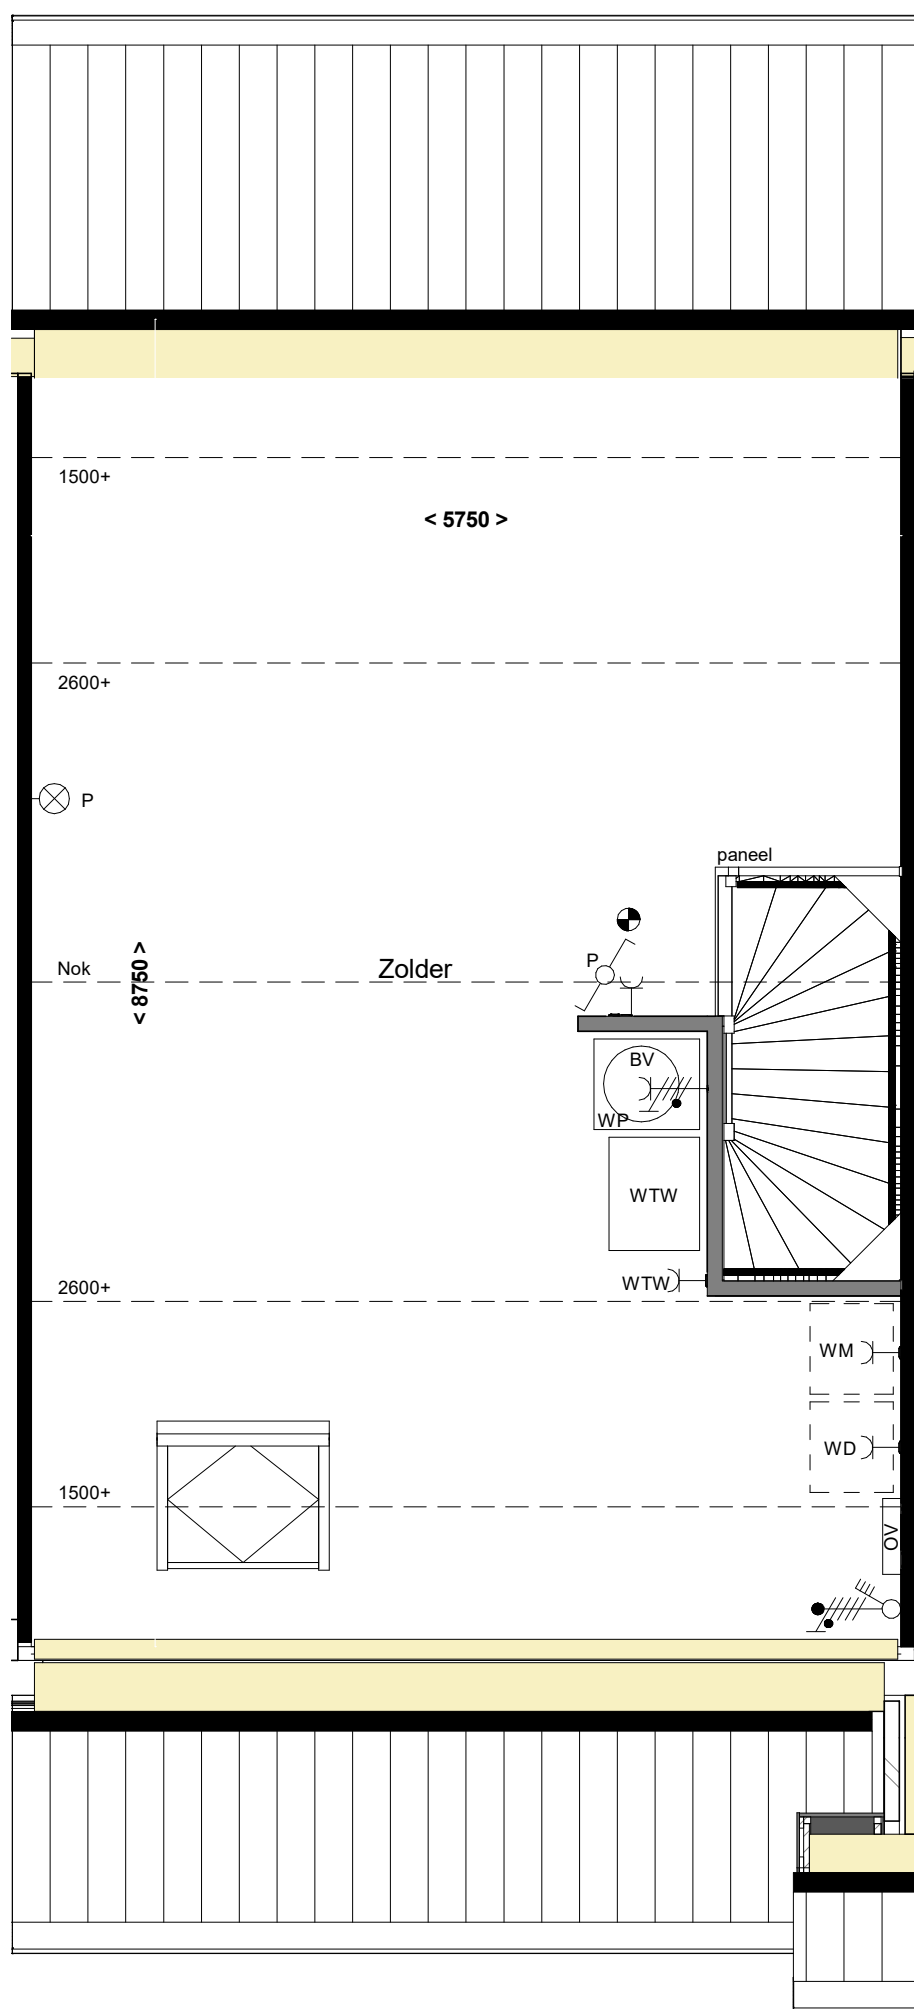 1500+
< 5750 >
2600+
P
paneel
Nok
< 8750 >
Zolder
P
BV
WP
WTW
WTW
2600+
WM
WD
1500+
OV